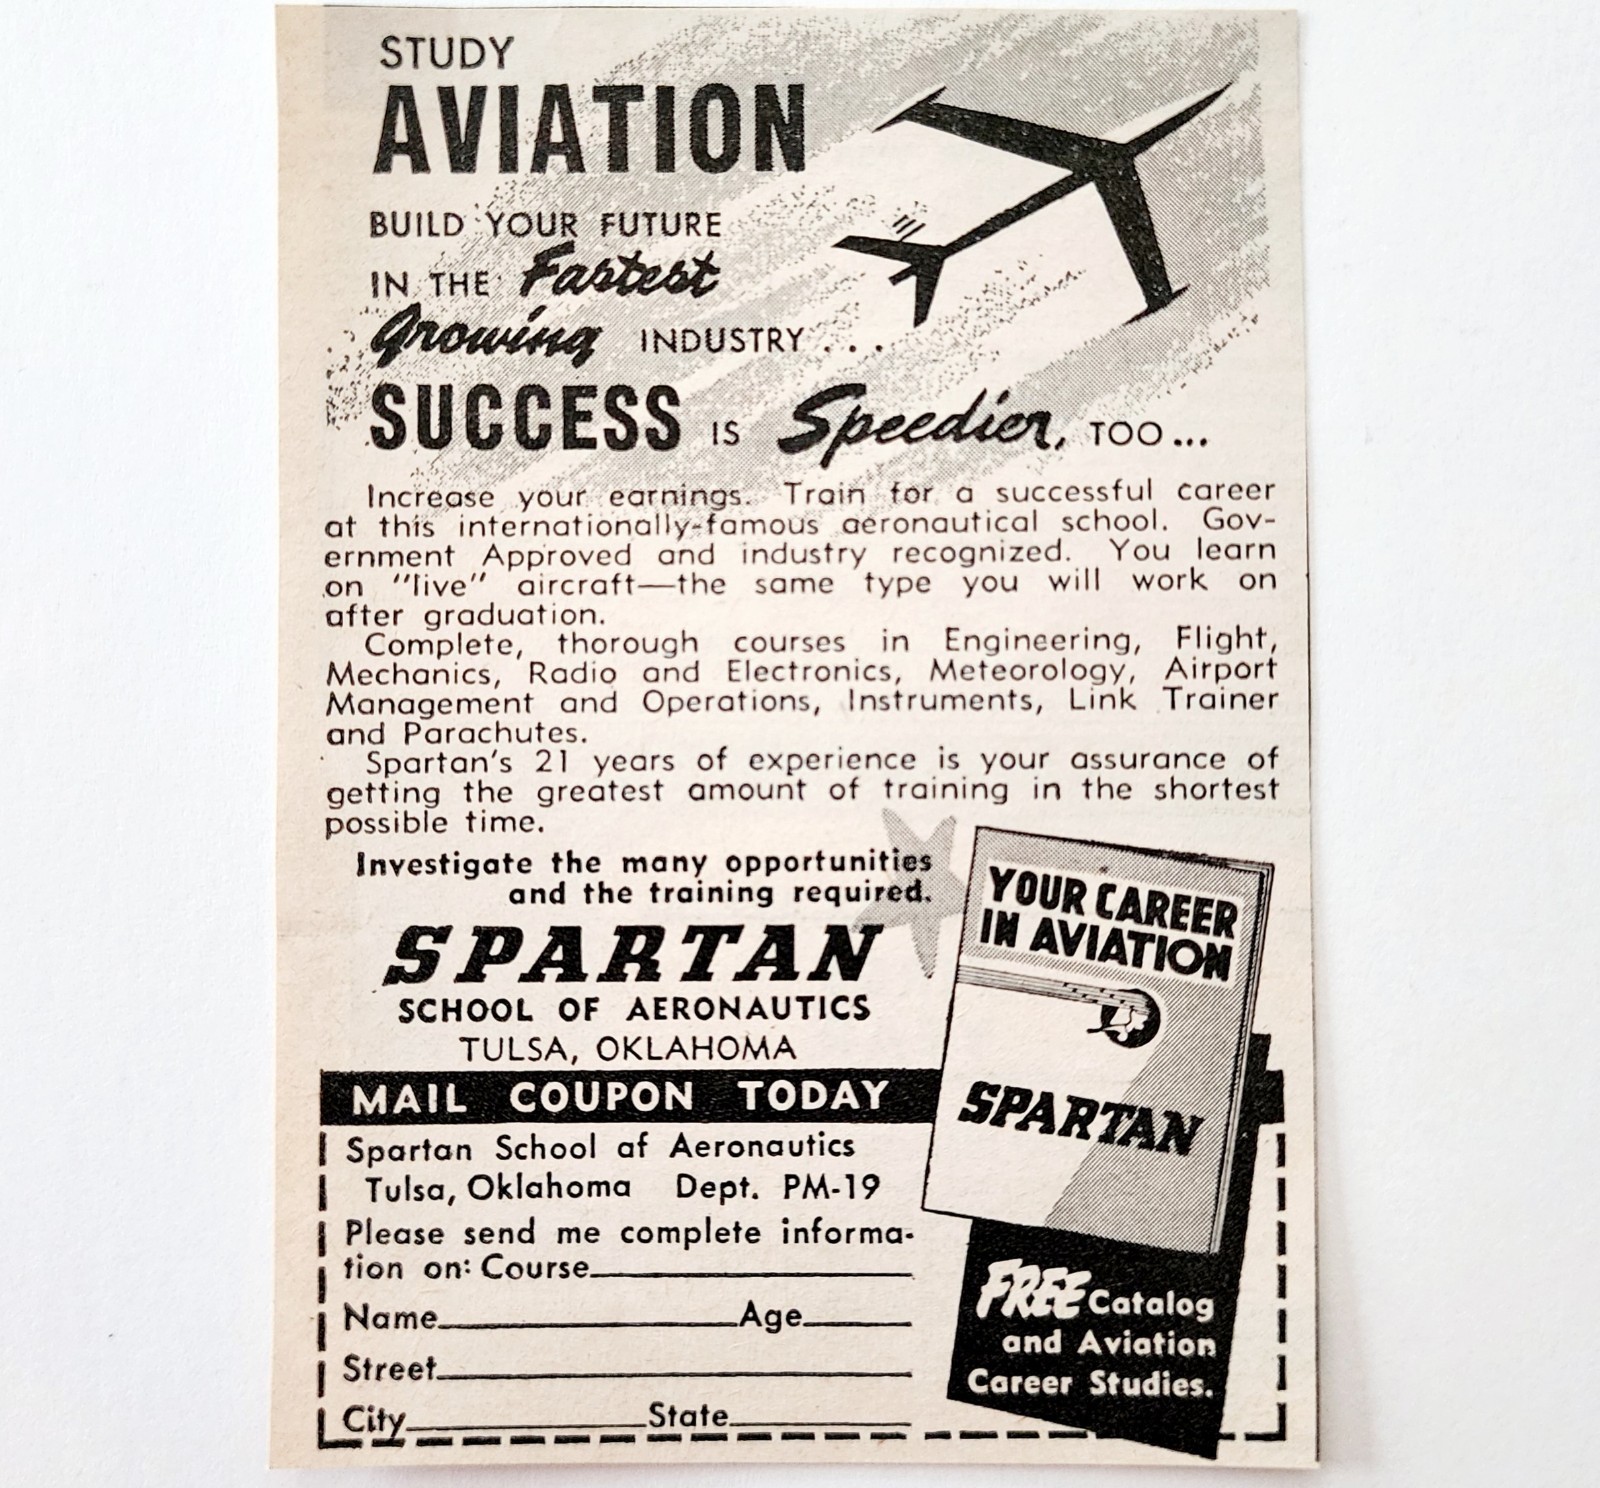 STUDY
AVIATION
BUILD YOUR FUTURE
IN THE Fastest
Growing INDUSTRY...
SUCCESS IS Speedier, TOO...
Increase your earnings. Train for a successful career
at this internationally-famous aeronautical school. Gov-
ernment Approved and industry recognized. You learn
on "live" aircraft—the same type you will work on
after graduation.
Complete, thorough courses in Engineering, Flight,
Mechanics, Radio and Electronics, Meteorology, Airport
Management and Operations, Instruments, Link Trainer
and Parachutes.
Spartan's 21 years of experience is your assurance of
getting the greatest amount of training in the shortest
possible time.
Investigate the many opportunities
and the training required.
SPARTAN
SCHOOL OF AERONAUTICS
TULSA, OKLAHOMA
YOUR CAREER
IN AVIATION
SPARTAN
MAIL COUPON TODAY
Spartan School af Aeronautics
Tulsa, Oklahoma Dept. PM-19
Please send me complete informa-
tion on: Course
Name Age
Street
City State
FREE Catalog
and Aviation
Career Studies.